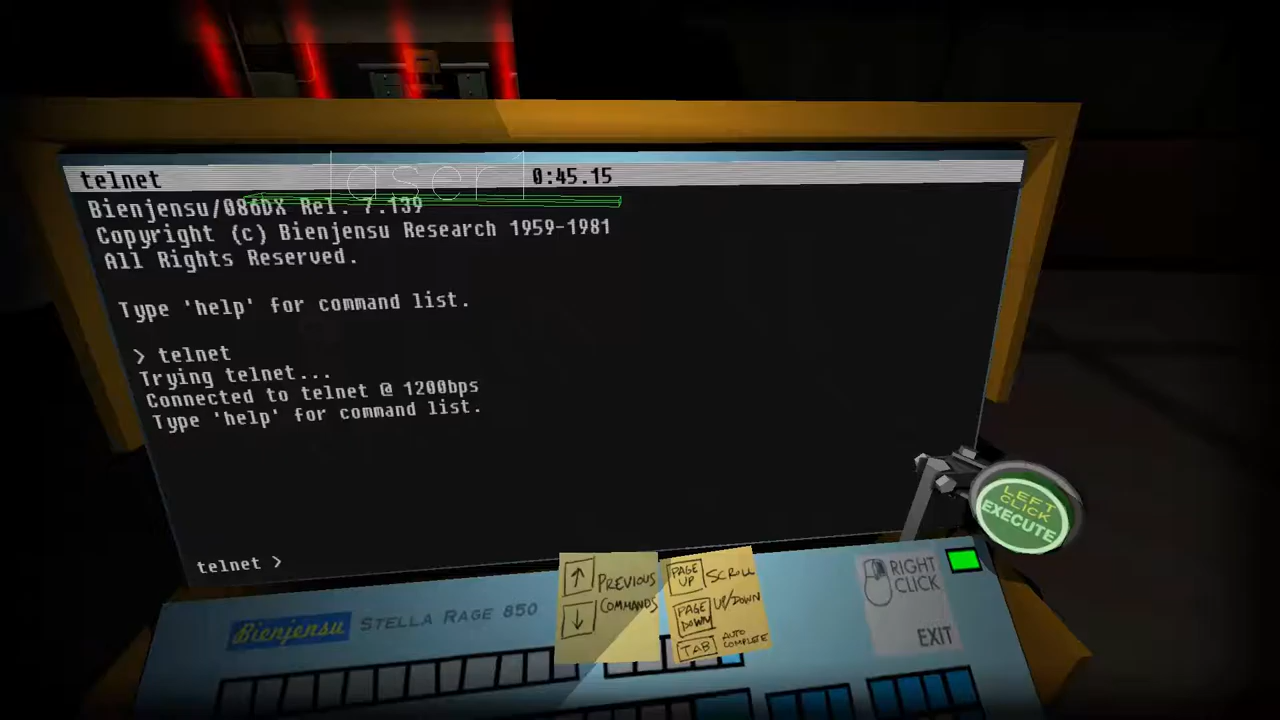 laser1
telnet 0:45.15
Bienjensu/086DX Rel. 7.139
Copyright (c) Bienjensu Research 1959-1981
All Rights Reserved.
Type 'help' for command list.
> telnet
Trying telnet...
Connected to telnet @ 1200bps
Type 'help' for command list.
telnet >
LEFT
CLICK
EXECUTE
Bienjensu STELLA RAGE 850
↑ PREVIOUS
↓ COMMANDS
PAGE UP SCROLL
PAGE DOWN UP/DOWN
TAB AUTO COMPLETE
RIGHT
CLICK
EXIT